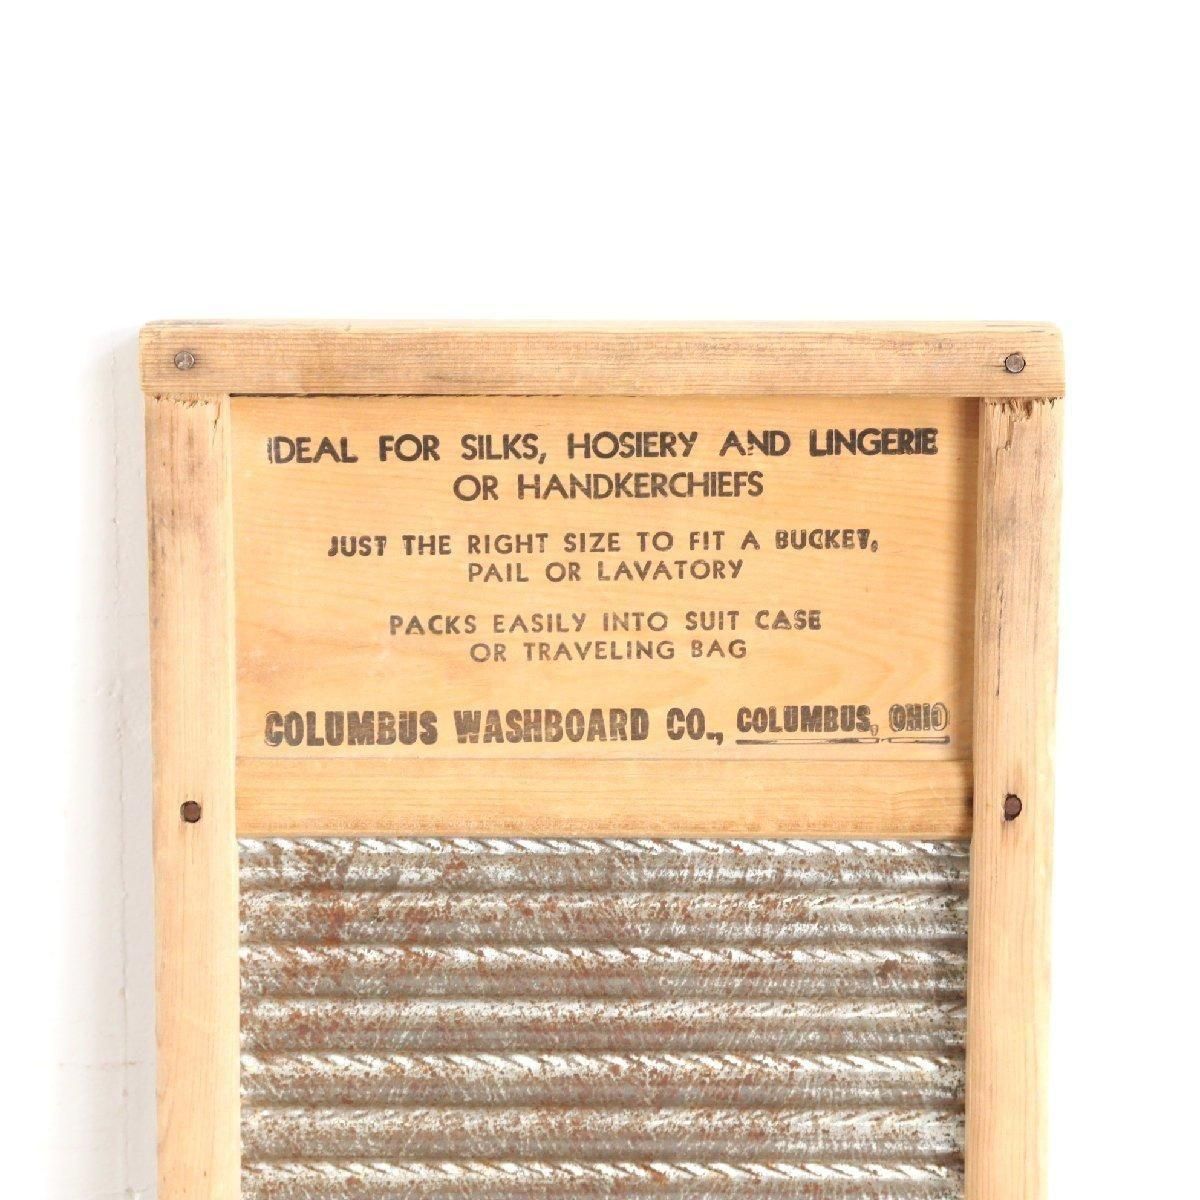 IDEAL FOR SILKS, HOSIERY AND LINGERIE
OR HANDKERCHIEFS
JUST THE RIGHT SIZE TO FIT A BUCKET,
PAIL OR LAVATORY
PACKS EASILY INTO SUIT CASE
OR TRAVELING BAG
COLUMBUS WASHBOARD CO., COLUMBUS, OHIO